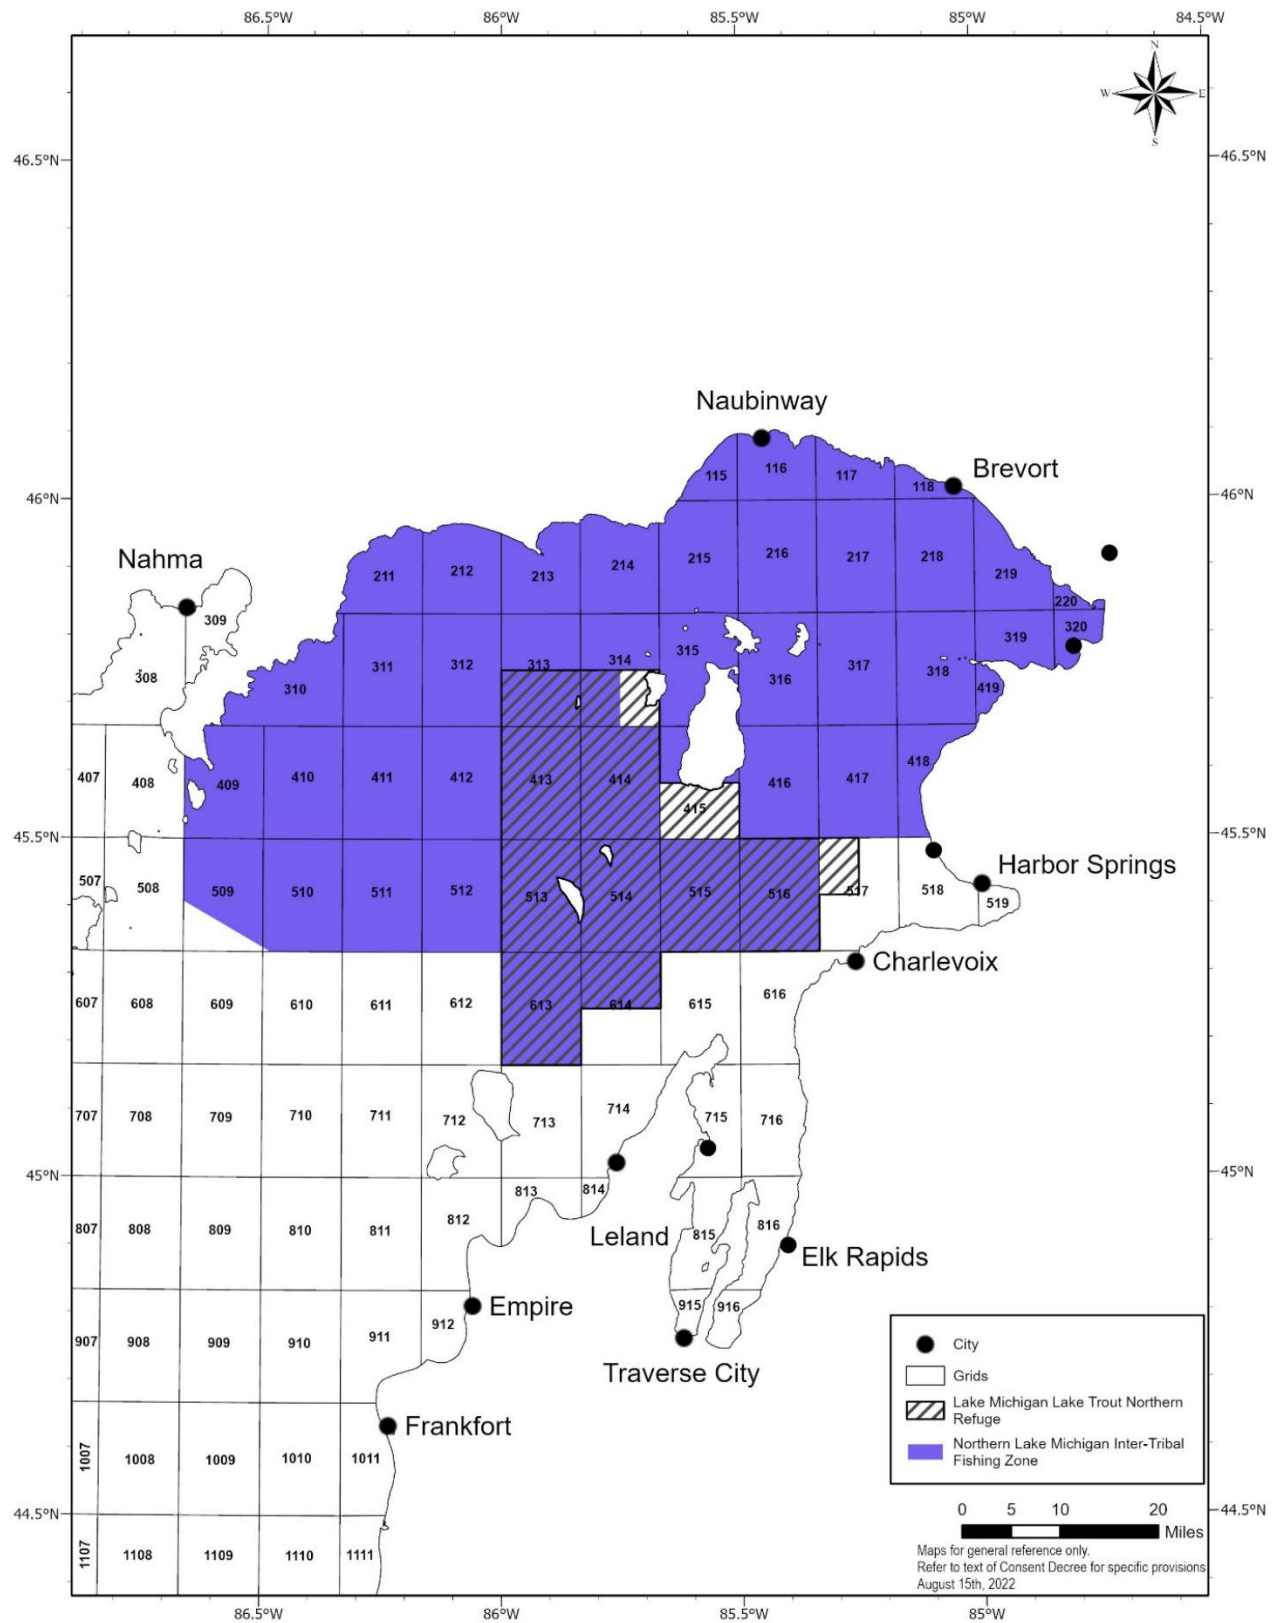 86.5°W 86°W 85.5°W 85°W 84.5°W
N
W E
S
46.5°N 46.5°N
Naubinway
115 116 117
118 Brevort
46°N 46°N
Nahma
211 212 213 214 215 216 217 218 219
220
309
308 310 311 312 313 314 315 316 317 318 319 320
419
407 408 409 410 411 412 413 414 415 416 417 418
45.5°N 45.5°N
Harbor Springs
507 508 509 510 511 512 513 514 515 516 517 518 519
Charlevoix
607 608 609 610 611 612 613 614 615 616
707 708 709 710 711 712 713 714 715 716
45°N 45°N
807 808 809 810 811 812 813 814 815 816
Leland
Elk Rapids
Empire
907 908 909 910 911 912 915 916
Traverse City
Frankfort
1007 1008 1009 1010 1011
44.5°N 44.5°N
1107 1108 1109 1110 1111
City
Grids
Lake Michigan Lake Trout Northern
Refuge
Northern Lake Michigan Inter-Tribal
Fishing Zone
0 5 10 20
Miles
Maps for general reference only.
Refer to text of Consent Decree for specific provisions
August 15th, 2022
86.5°W 86°W 85.5°W 85°W